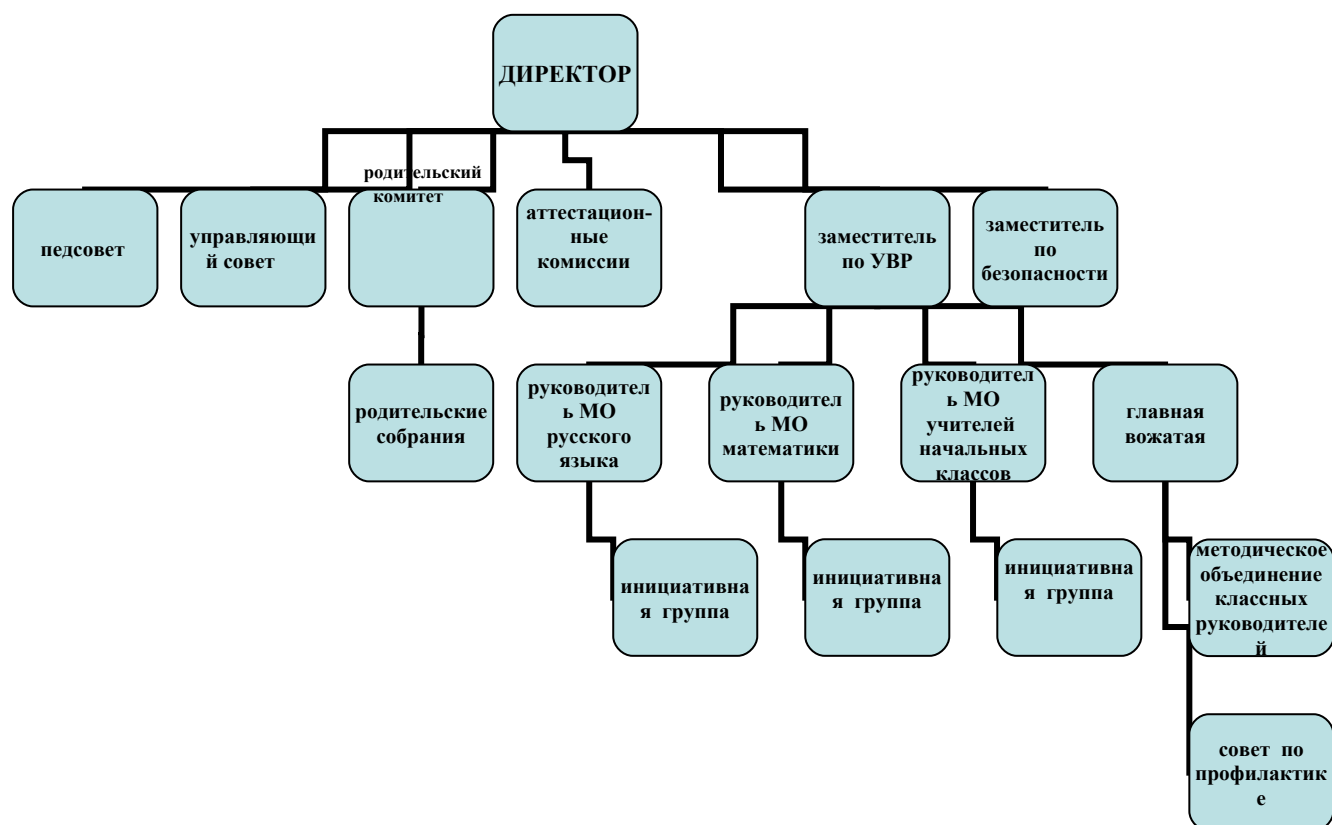 ДИРЕКТОР
родительский
комитет
педсовет
управляющи
й совет
аттестацион-
ные
комиссии
заместитель
по УВР
заместитель
по
безопасности
родительские
собрания
руководител
ь МО
русского
языка
руководител
ь МО
математики
руководител
ь МО
учителей
начальных
классов
главная
вожатая
инициативна
я группа
инициативна
я группа
инициативна
я группа
методическое
объединение
классных
руководителе
й
совет по
профилактик
е